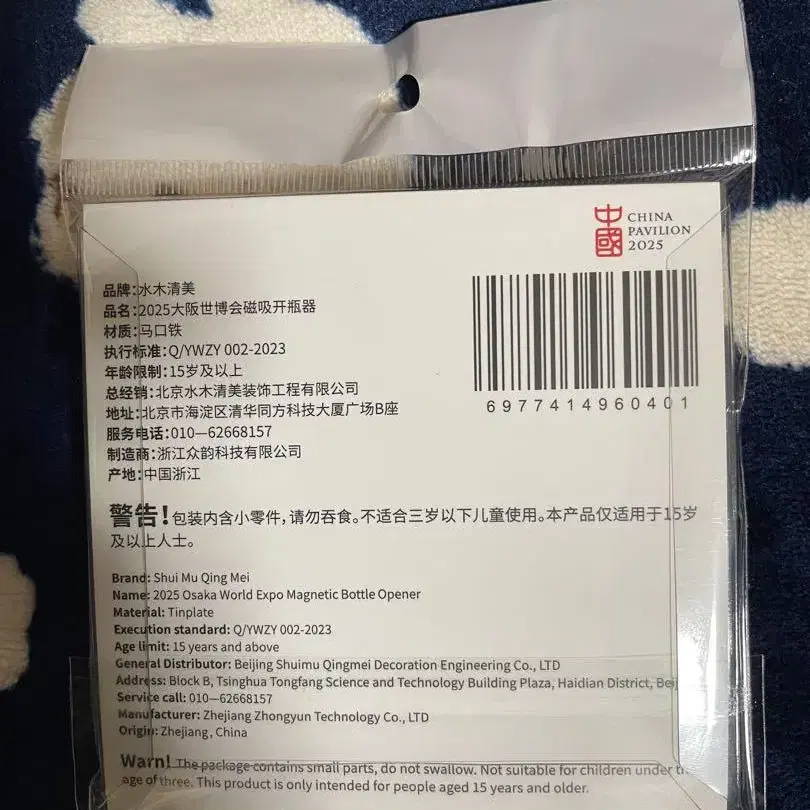 中國
CHINA
PAVILION
2025
品牌:水木清美
品名:2025大阪世博会磁吸开瓶器
材质:马口铁
执行标准:Q/YWZY 002-2023
年龄限制:15岁及以上
总经销:北京水木清美装饰工程有限公司
地址:北京市海淀区清华同方科技大厦广场B座
服务电话:010—62668157
制造商:浙江众韵科技有限公司
产地:中国浙江
6977414960401
警告!包装内含小零件,请勿吞食。不适合三岁以下儿童使用。本产品仅适用于15岁
及以上人士。
Brand: Shui Mu Qing Mei
Name: 2025 Osaka World Expo Magnetic Bottle Opener
Material: Tinplate
Execution standard: Q/YWZY 002-2023
Age limit: 15 years and above
General Distributor: Beijing Shuimu Qingmei Decoration Engineering Co., LTD
Address: Block B, Tsinghua Tongfang Science and Technology Building Plaza, Haidian District,
Service call: 010—62668157
Manufacturer: Zhejiang Zhongyun Technology Co., LTD
Origin: Zhejiang, China
Warn! The package contains small parts, do not swallow. Not suitable for children under
age of three. This product is only intended for people aged 15 years and older.